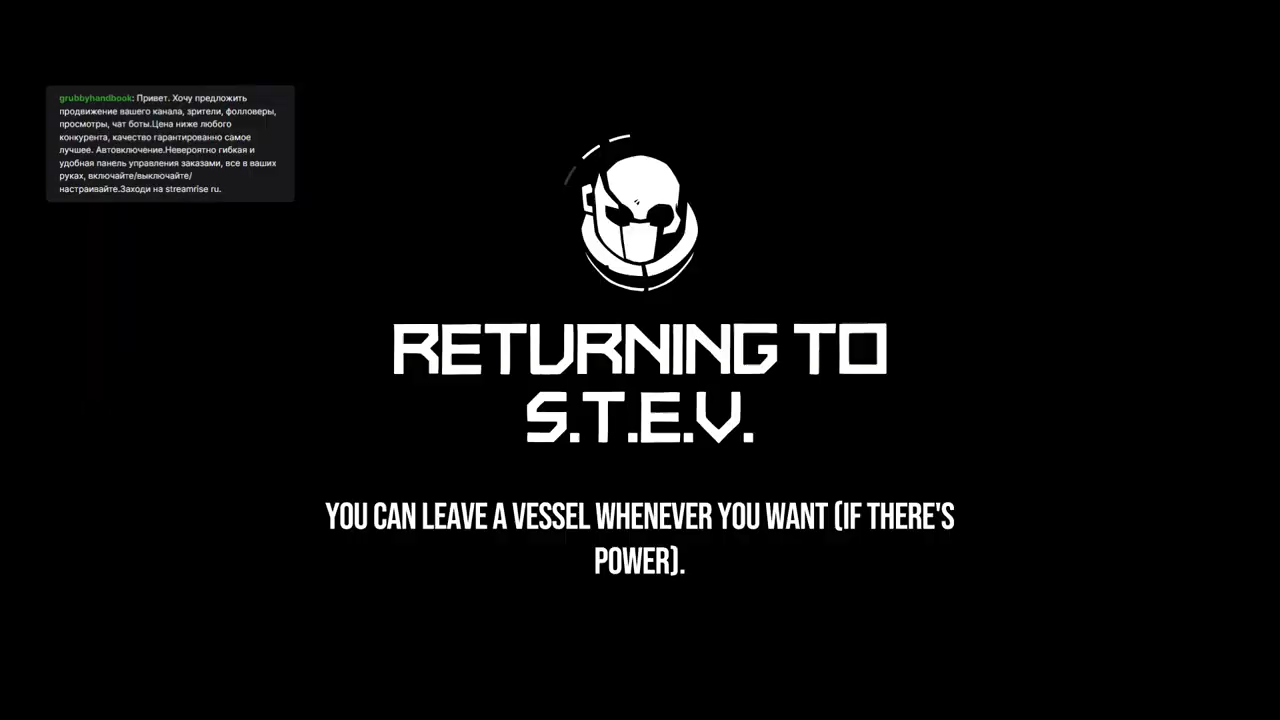 grubbyhandbook: Привет. Хочу предложить
продвижение вашего канала, зрители, фолловеры,
просмотры, чат боты.Цена ниже любого
конкурента, качество гарантированно самое
лучшее. Автовключение.Невероятно гибкая и
удобная панель управления заказами, все в ваших
руках, включайте/выключайте/
настраивайте.Заходи на streamrise ru.
RETURNING TO
S.T.E.V.
YOU CAN LEAVE A VESSEL WHENEVER YOU WANT (IF THERE'S
POWER).